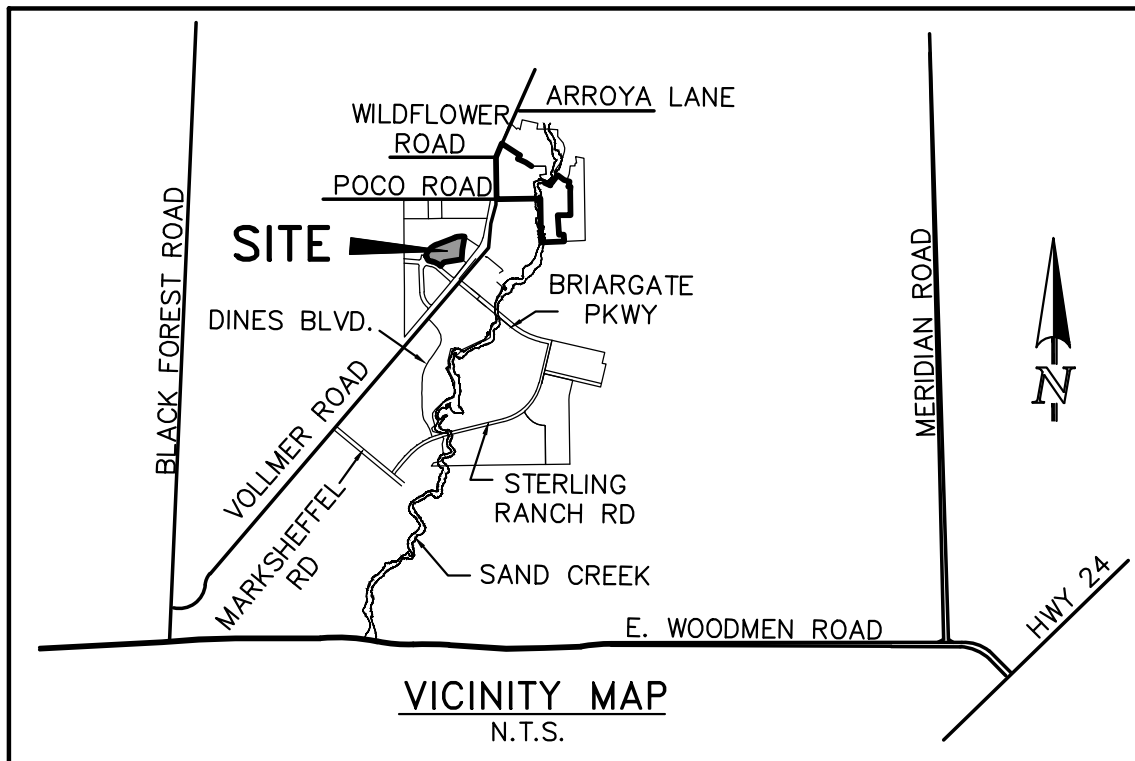 ARROYA LANE
WILDFLOWER
ROAD
POCO ROAD
SITE
BRIARGATE
PKWY
DINES BLVD.
BLACK FOREST ROAD
MERIDIAN ROAD
N
VOLLMER ROAD
STERLING
RANCH RD
MARKSHEFFEL
RD
SAND CREEK
HWY 24
E. WOODMEN ROAD
VICINITY MAP
N.T.S.